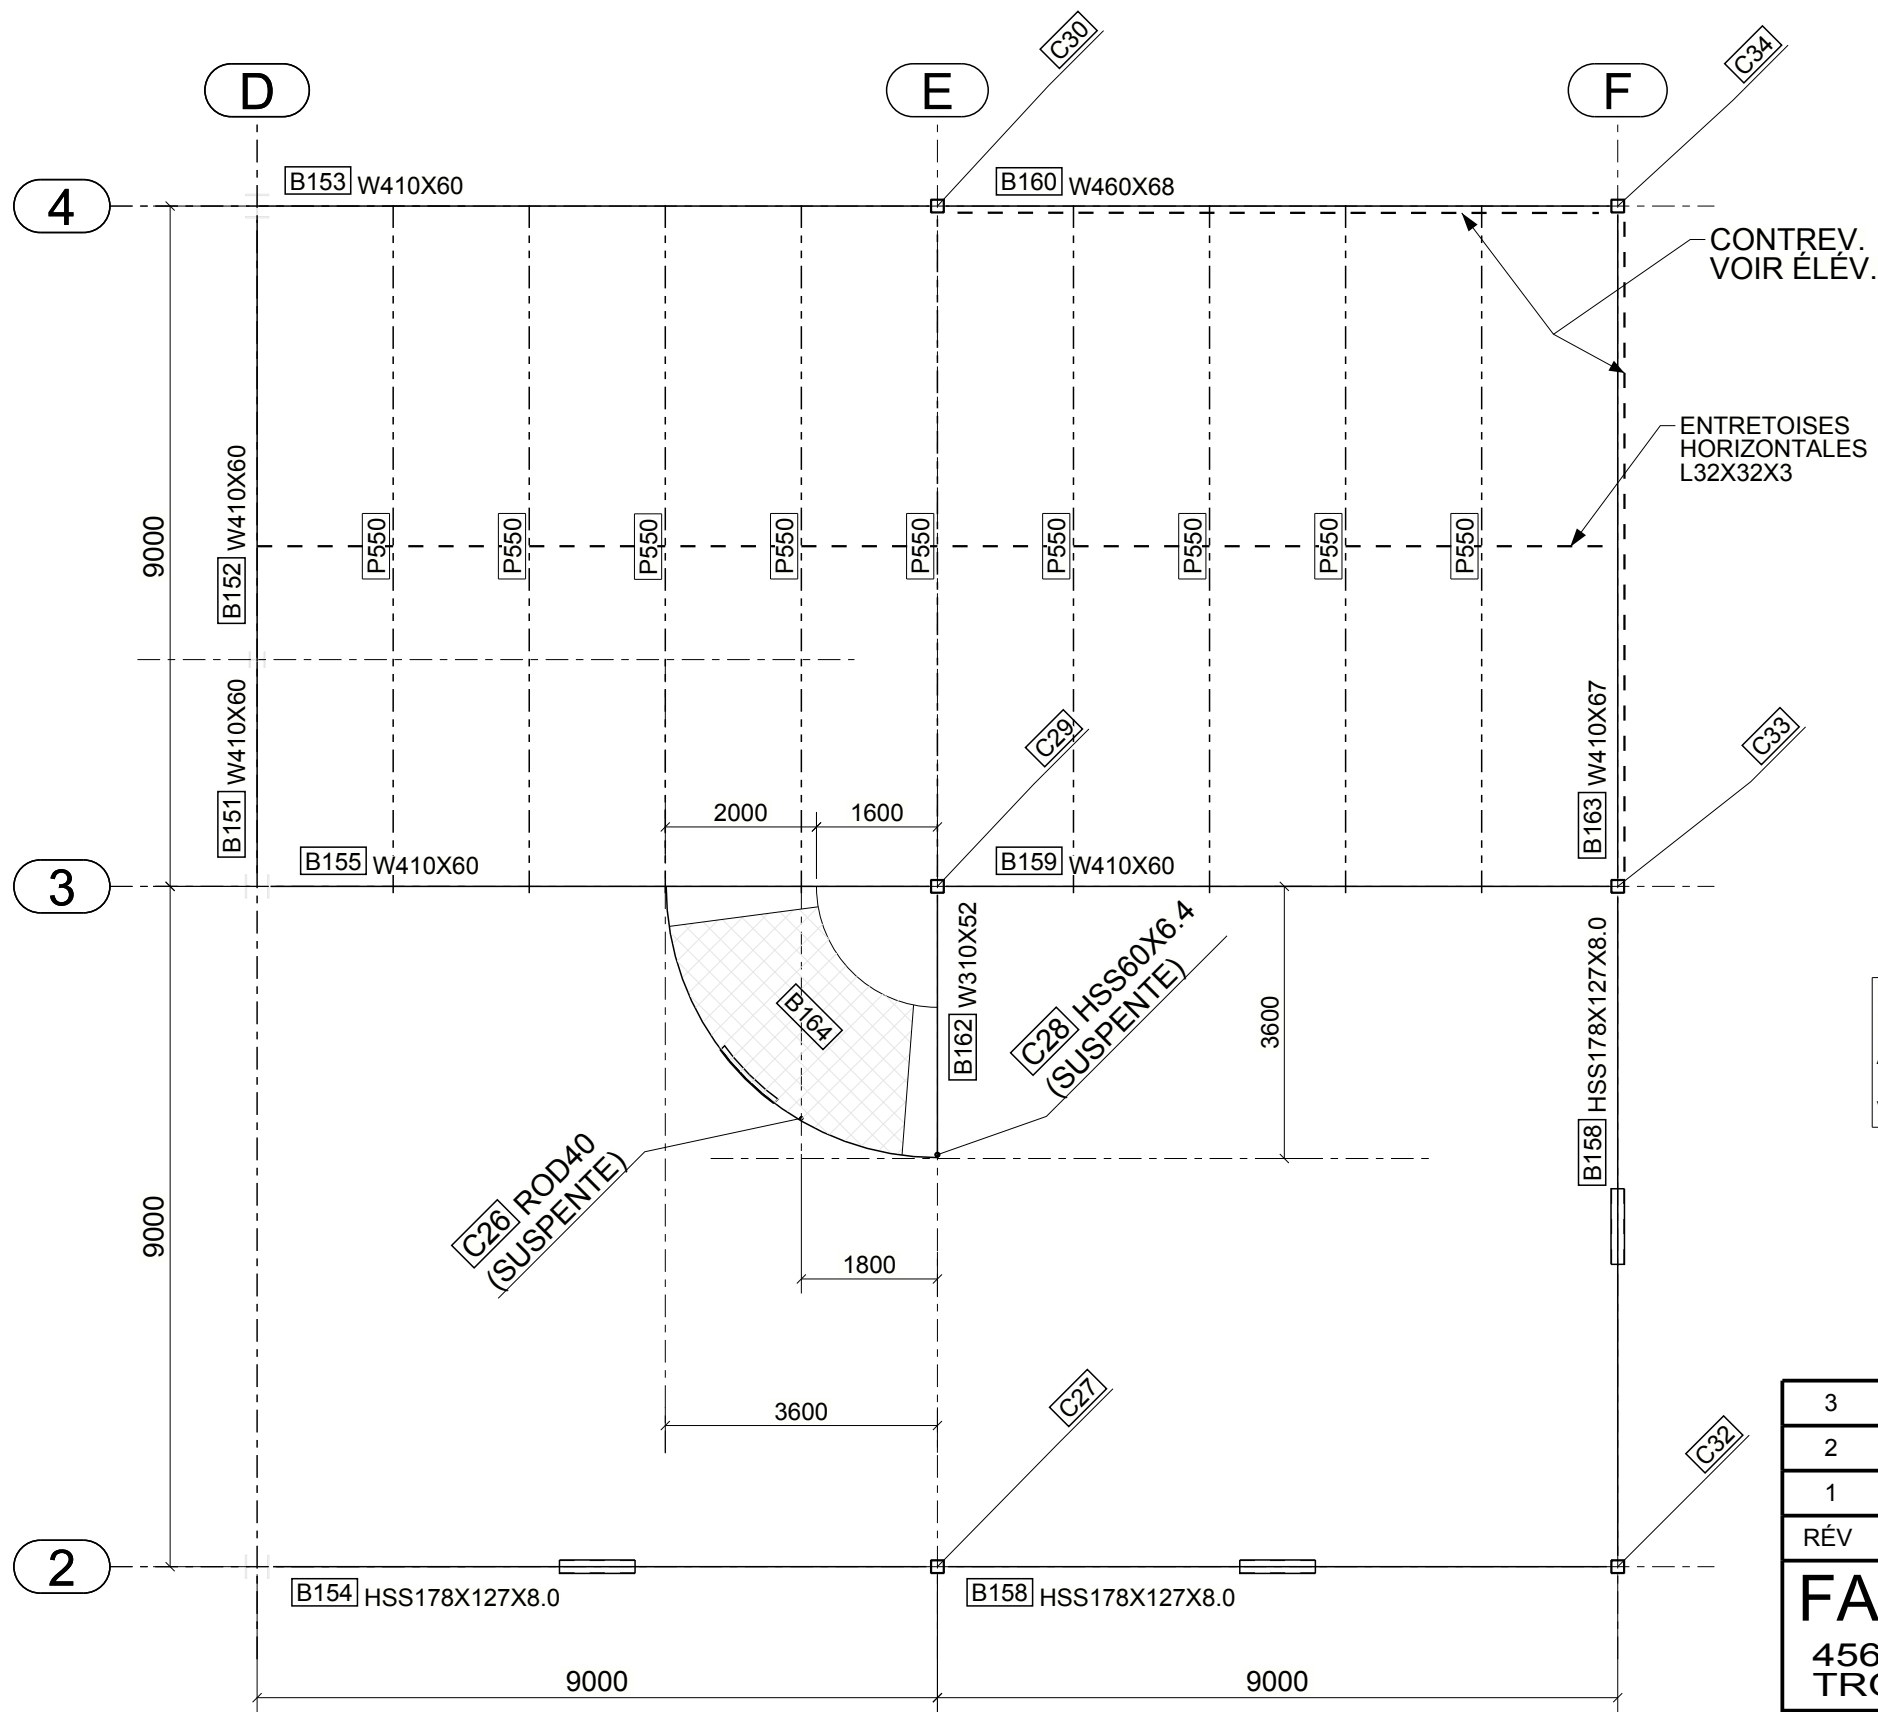 C30
C34
D
E
F
B153 W410X60
B160 W460X68
4
CONTREV.
VOIR ÉLÉV.
ENTRETOISES
HORIZONTALES
L32X32X3
9000
B152 W410X60
P550
P550
P550
P550
P550
P550
P550
P550
P550
B151 W410X60
B163 W410X67
C29
C33
2000
1600
B155 W410X60
B159 W410X60
3
B162 W310X52
C28 HSS60X6.4
(SUSPENTE)
3600
B158 HSS178X127X8.0
B164
C26 ROD40
(SUSPENTE)
9000
1800
3600
C27
C32
2
B154 HSS178X127X8.0
B158 HSS178X127X8.0
9000
9000
3
2
1
RÉV
FA
456